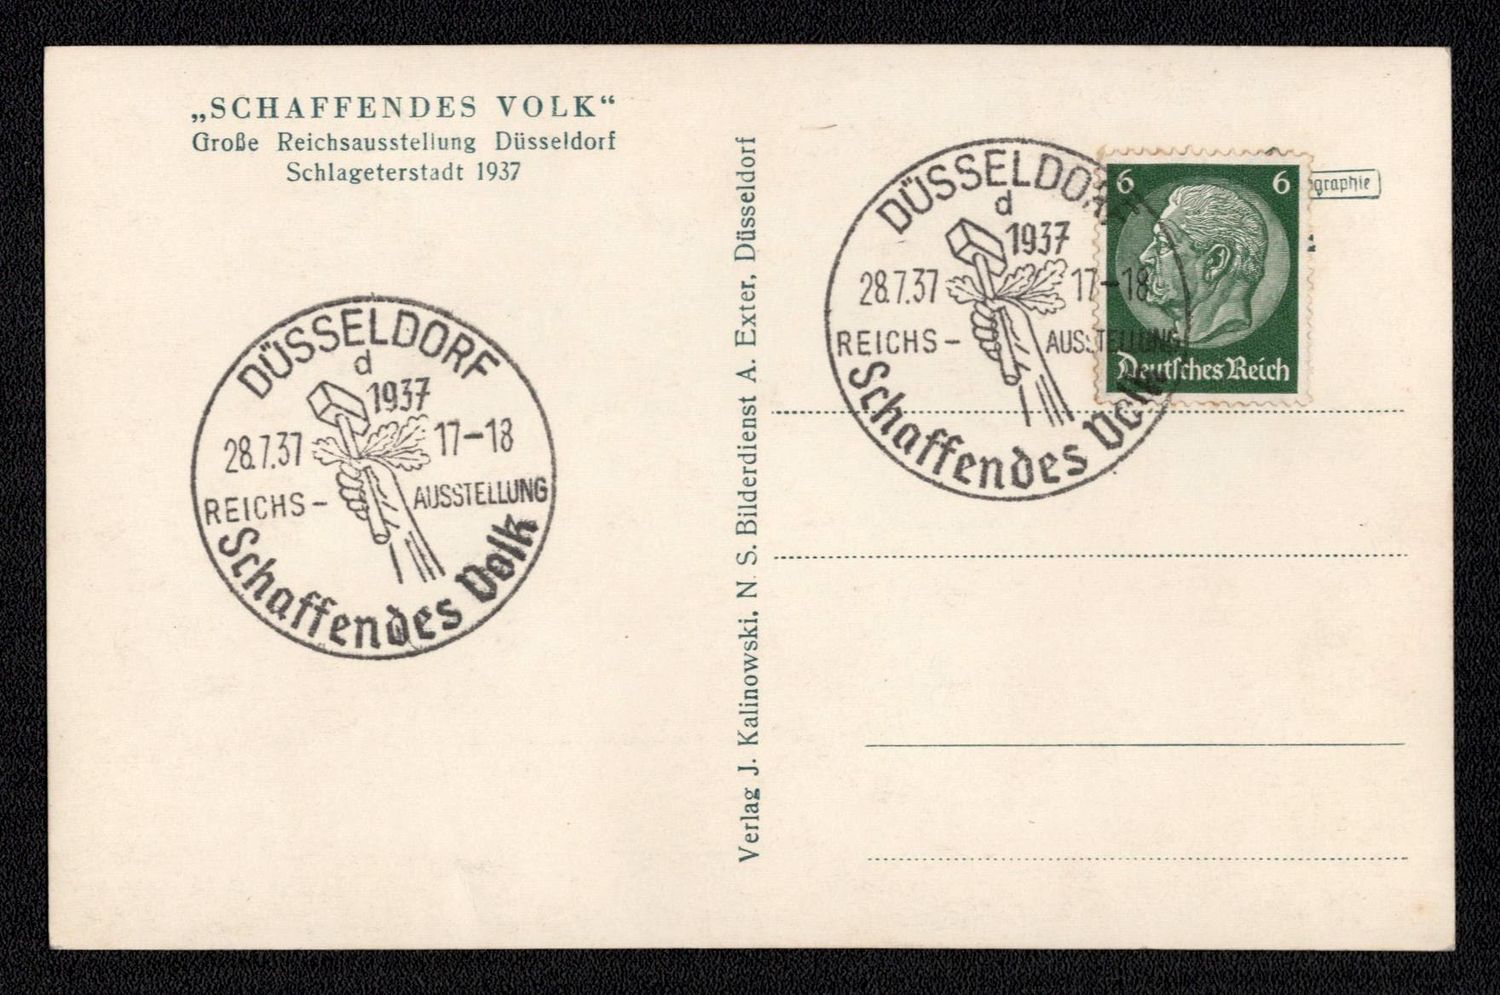 „SCHAFFENDES VOLK“
Große Reichsausstellung Düsseldorf
Schlageterstadt 1937
DÜSSELDORF
d
1937
28.7.37 17-18
REICHS- AUSSTELLUNG
Schaffendes Volk
Verlag J. Kalinowski, N. S. Bilderdienst A. Exter, Düsseldorf
DÜSSELDORF
d
1937
28.7.37 17-18
REICHS- AUSSTELLUNG
Schaffendes Volk
6 6
Deutsches Reich
graphie